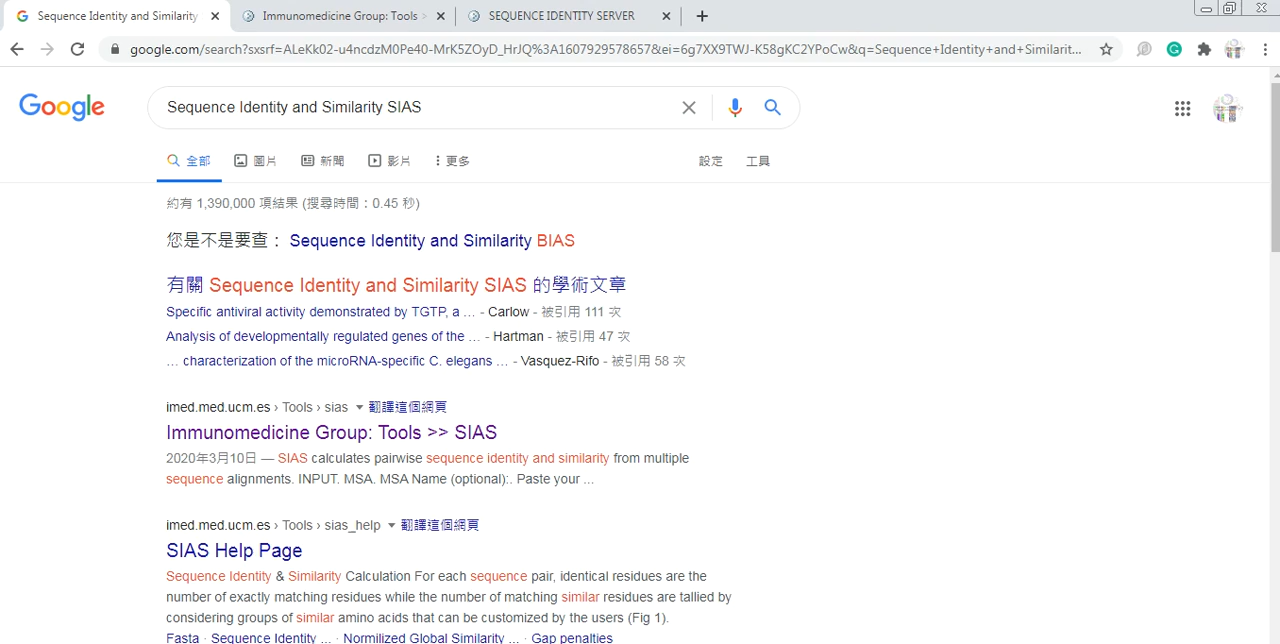 Sequence Identity and Similarity
Immunomedicine Group: Tools >
SEQUENCE IDENTITY SERVER
google.com/search?sxsrf=ALeKk02-u4ncdzM0Pe40-MrK5ZOyD_HrJQ%3A1607929578657&ei=6g7XX9TWJ-K58gKC2YPoCw&q=Sequence+Identity+and+Similarit...
Google
Sequence Identity and Similarity SIAS
全部 圖片 新聞 影片 更多 設定 工具
約有 1,390,000 項結果 (搜尋時間：0.45 秒)
您是不是要查： Sequence Identity and Similarity BIAS
有關 Sequence Identity and Similarity SIAS 的學術文章
Specific antiviral activity demonstrated by TGTP, a ... - Carlow - 被引用 111 次
Analysis of developmentally regulated genes of the ... - Hartman - 被引用 47 次
... characterization of the microRNA-specific C. elegans ... - Vasquez-Rifo - 被引用 58 次
imed.med.ucm.es › Tools › sias 翻譯這個網頁
Immunomedicine Group: Tools >> SIAS
2020年3月10日 — SIAS calculates pairwise sequence identity and similarity from multiple
sequence alignments. INPUT. MSA. MSA Name (optional):. Paste your ...
imed.med.ucm.es › Tools › sias_help 翻譯這個網頁
SIAS Help Page
Sequence Identity & Similarity Calculation For each sequence pair, identical residues are the
number of exactly matching residues while the number of matching similar residues are tallied by
considering groups of similar amino acids that can be customized by the users (Fig 1).
Fasta · Sequence Identity ... · Normilized Global Similarity ... · Gap penalties